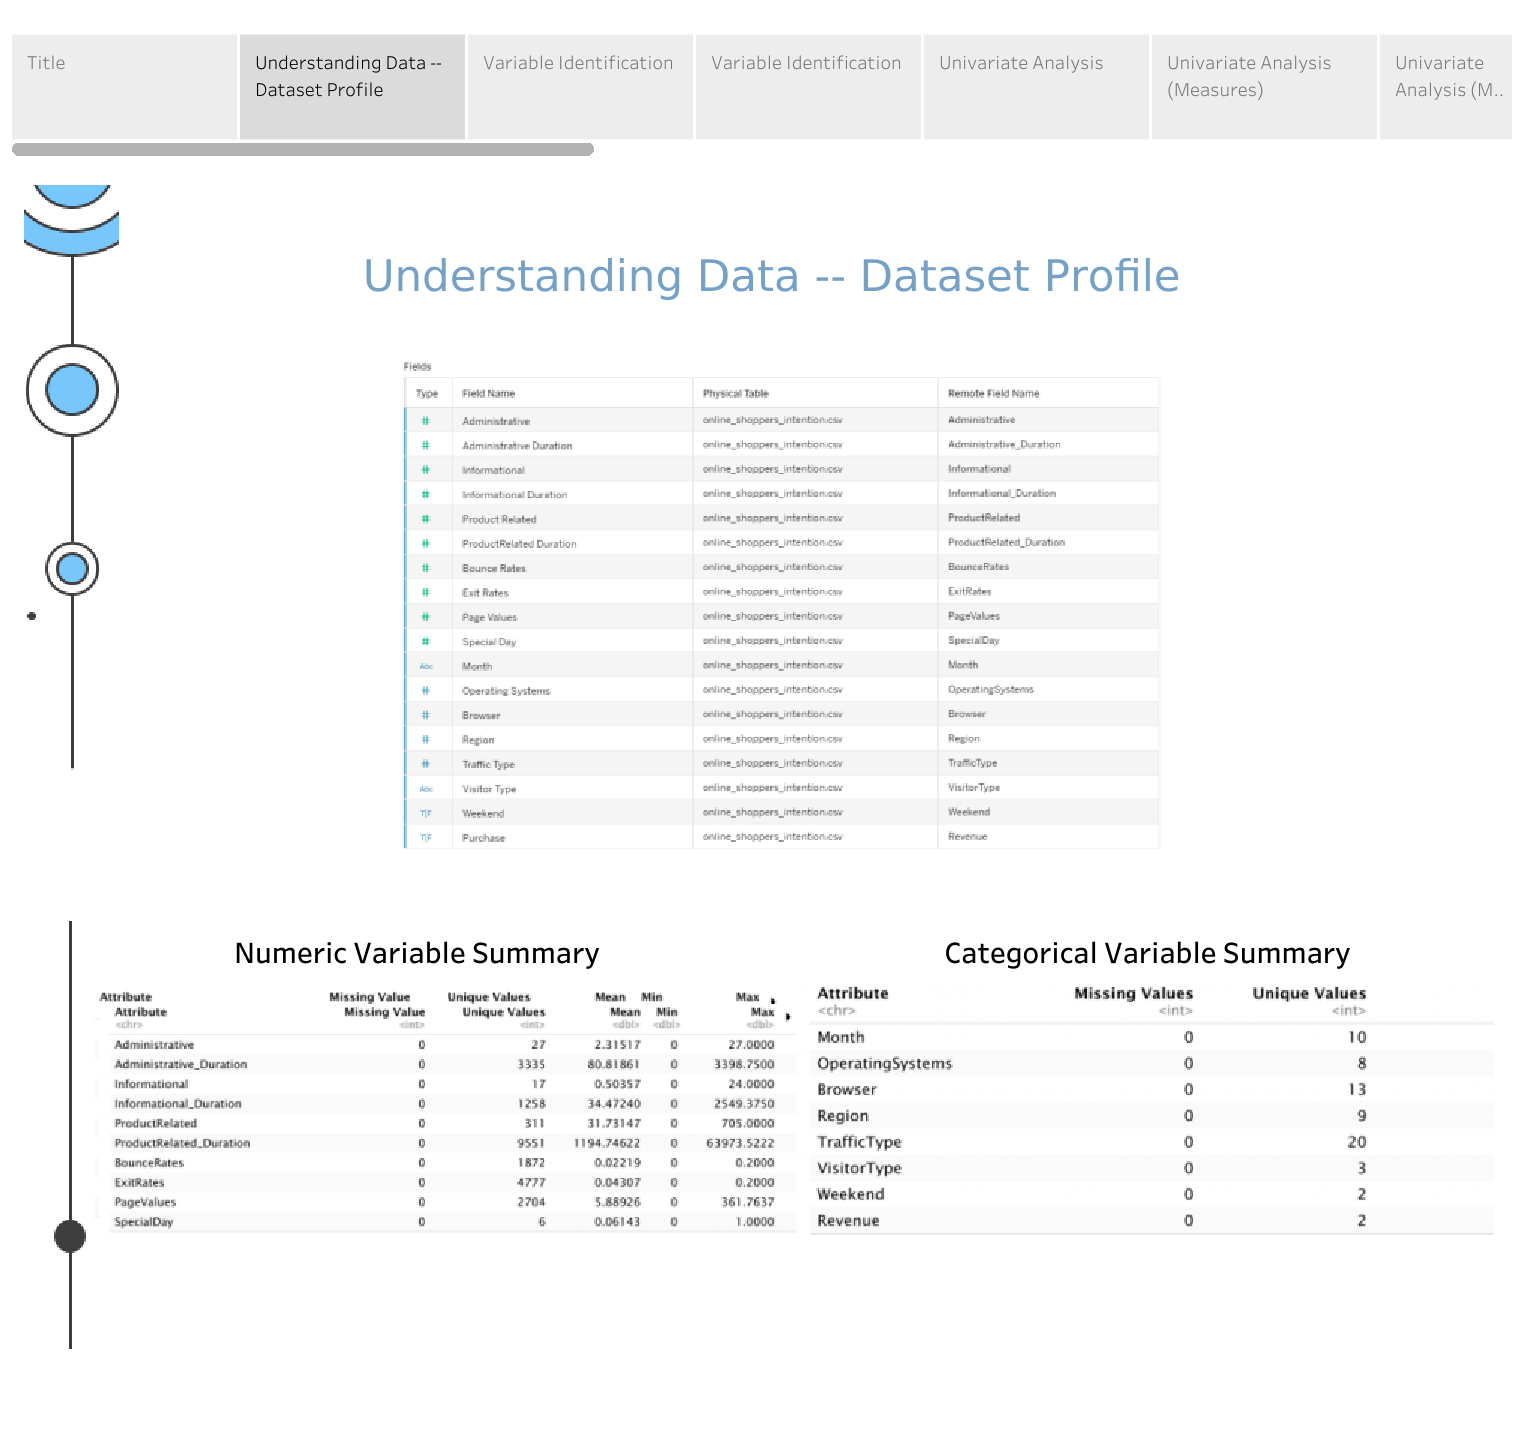 Title
Understanding Data --
Dataset Profile
Variable Identification
Variable Identification
Univariate Analysis
Univariate Analysis
(Measures)
Univariate
Analysis (M..
Understanding Data -- Dataset Profile
Fields
Type Field Name Physical Table Remote Field Name
# Administrative online_shoppers_intention.csv Administrative
# Administrative Duration online_shoppers_intention.csv Administrative_Duration
# Informational online_shoppers_intention.csv Informational
# Informational Duration online_shoppers_intention.csv Informational_Duration
# Product Related online_shoppers_intention.csv ProductRelated
# ProductRelated Duration online_shoppers_intention.csv ProductRelated_Duration
# Bounce Rates online_shoppers_intention.csv BounceRates
# Exit Rates online_shoppers_intention.csv ExitRates
# Page Values online_shoppers_intention.csv PageValues
# Special Day online_shoppers_intention.csv SpecialDay
Abc Month online_shoppers_intention.csv Month
# Operating Systems online_shoppers_intention.csv OperatingSystems
# Browser online_shoppers_intention.csv Browser
# Region online_shoppers_intention.csv Region
# Traffic Type online_shoppers_intention.csv TrafficType
Abc Visitor Type online_shoppers_intention.csv VisitorType
T|F Weekend online_shoppers_intention.csv Weekend
T|F Purchase online_shoppers_intention.csv Revenue
Numeric Variable Summary
Attribute Missing Value Unique Values Mean Min Max
Attribute Missing Value Unique Values Mean Min Max
<chr> <int> <int> <dbl> <dbl> <dbl>
Administrative 0 27 2.31517 0 27.0000
Administrative_Duration 0 3335 80.81861 0 3398.7500
Informational 0 17 0.50357 0 24.0000
Informational_Duration 0 1258 34.47240 0 2549.3750
ProductRelated 0 311 31.73147 0 705.0000
ProductRelated_Duration 0 9551 1194.74622 0 63973.5222
BounceRates 0 1872 0.02219 0 0.2000
ExitRates 0 4777 0.04307 0 0.2000
PageValues 0 2704 5.88926 0 361.7637
SpecialDay 0 6 0.06143 0 1.0000
Categorical Variable Summary
Attribute Missing Values Unique Values
<chr> <int> <int>
Month 0 10
OperatingSystems 0 8
Browser 0 13
Region 0 9
TrafficType 0 20
VisitorType 0 3
Weekend 0 2
Revenue 0 2